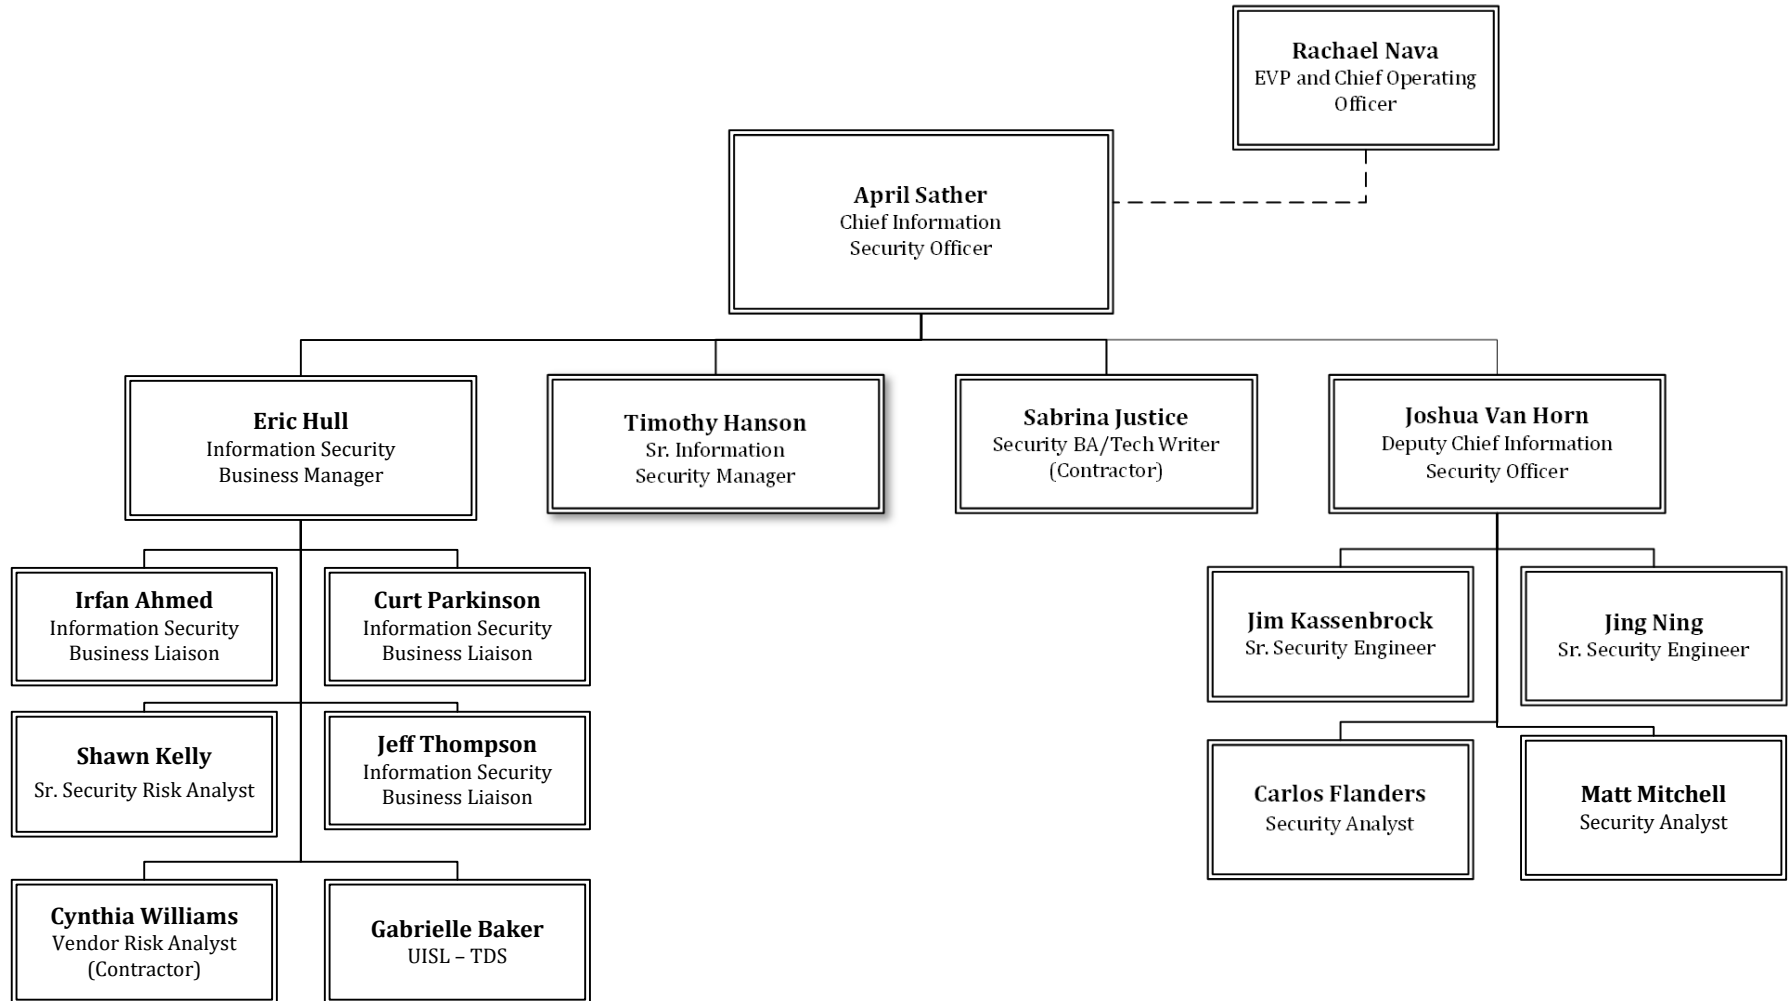 Rachael Nava
EVP and Chief Operating
Officer
April Sather
Chief Information
Security Officer
Eric Hull
Information Security
Business Manager
Timothy Hanson
Sr. Information
Security Manager
Sabrina Justice
Security BA/Tech Writer
(Contractor)
Joshua Van Horn
Deputy Chief Information
Security Officer
Irfan Ahmed
Information Security
Business Liaison
Curt Parkinson
Information Security
Business Liaison
Jim Kassenbrock
Sr. Security Engineer
Jing Ning
Sr. Security Engineer
Shawn Kelly
Sr. Security Risk Analyst
Jeff Thompson
Information Security
Business Liaison
Carlos Flanders
Security Analyst
Matt Mitchell
Security Analyst
Cynthia Williams
Vendor Risk Analyst
(Contractor)
Gabrielle Baker
UISL – TDS